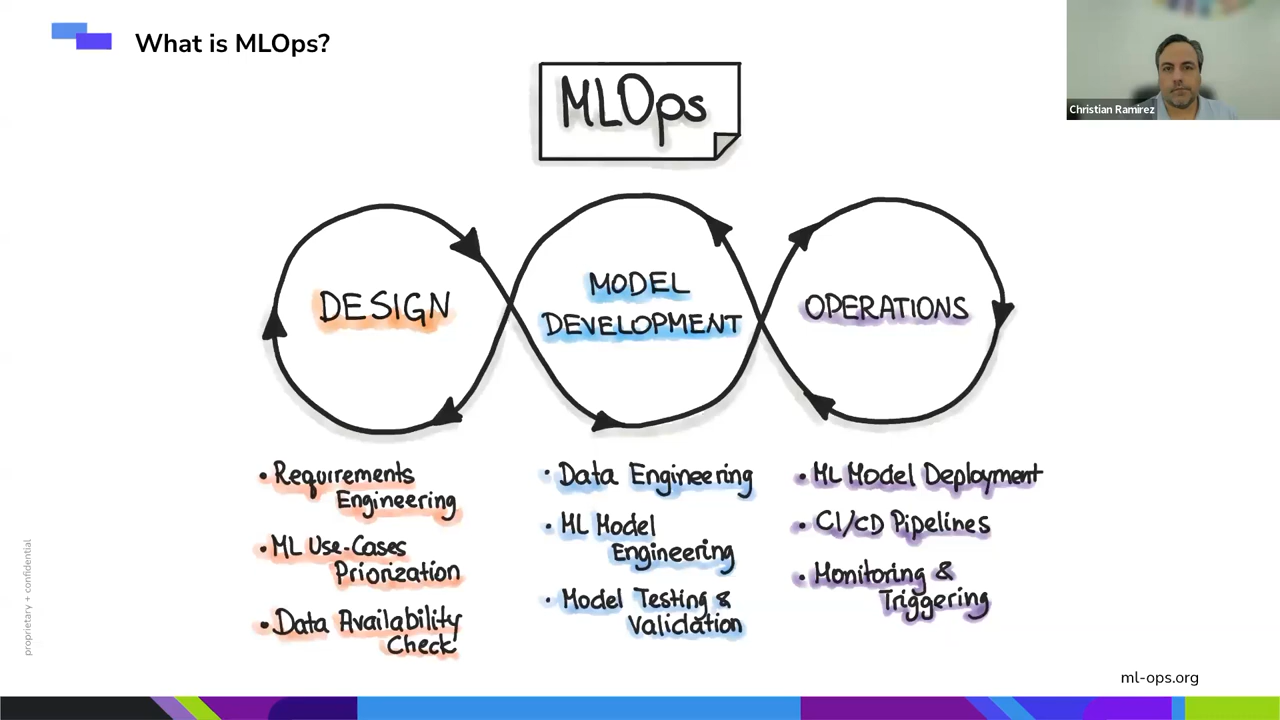 What is MLOps?
Christian Ramirez
MLOps
DESIGN
MODEL
DEVELOPMENT
OPERATIONS
• Requirements
Engineering
• ML Use-Cases
Priorization
• Data Availability
Check
• Data Engineering
• ML Model
Engineering
• Model Testing &
Validation
• ML Model Deployment
• CI/CD Pipelines
• Monitoring &
Triggering
proprietary + confidential
ml-ops.org